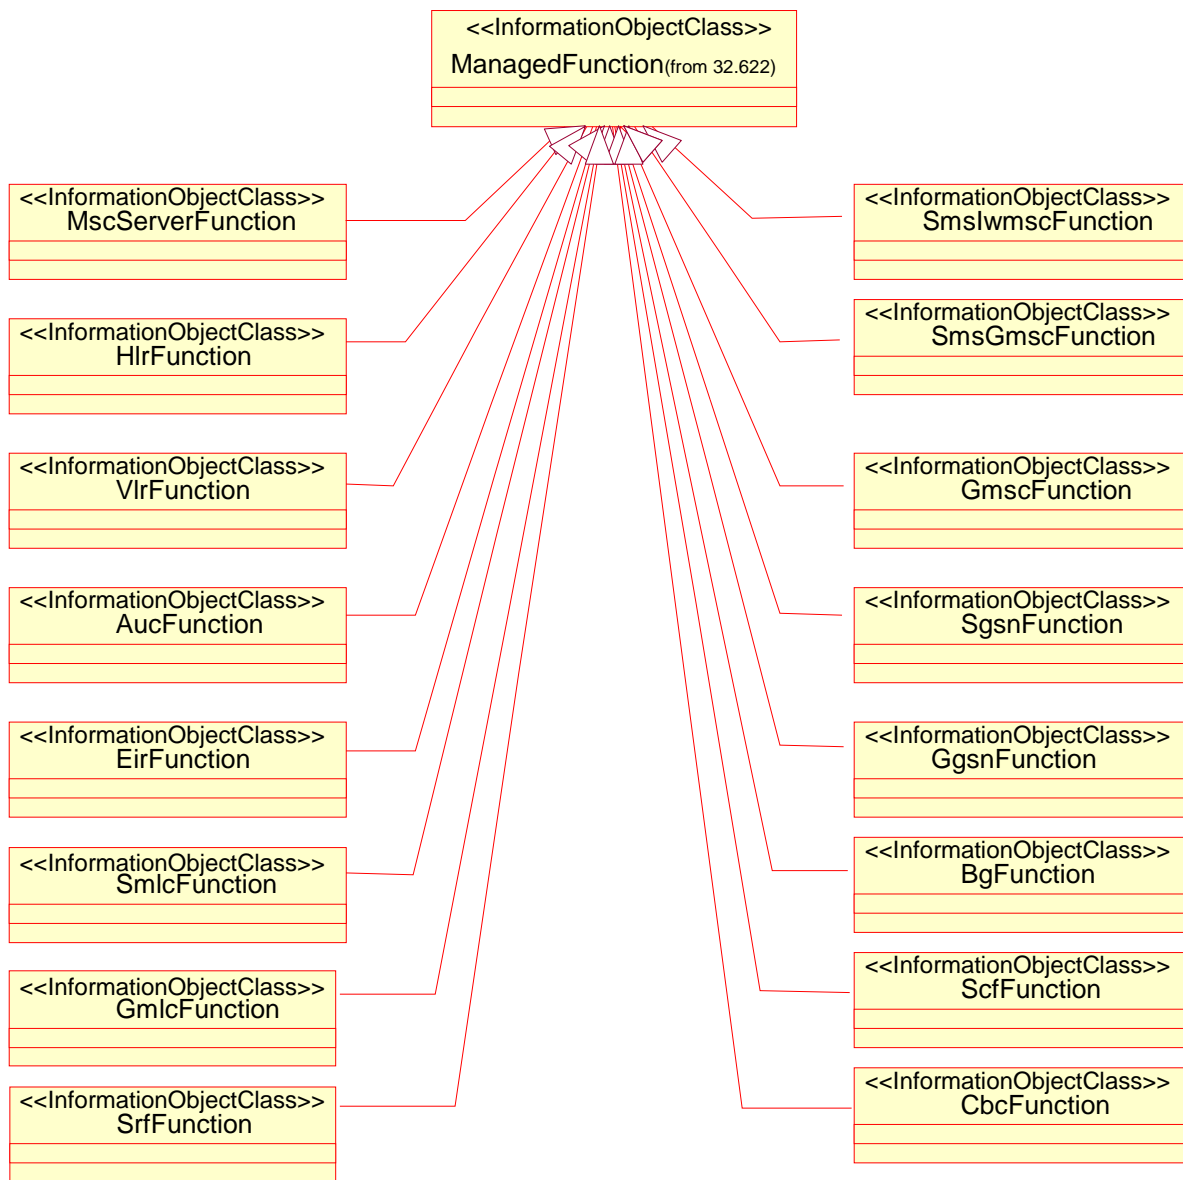 <<InformationObjectClass>>
ManagedFunction(from 32.622)
<<InformationObjectClass>>
MscServerFunction
<<InformationObjectClass>>
HlrFunction
<<InformationObjectClass>>
VlrFunction
<<InformationObjectClass>>
AucFunction
<<InformationObjectClass>>
EirFunction
<<InformationObjectClass>>
SmlcFunction
<<InformationObjectClass>>
GmlcFunction
<<InformationObjectClass>>
SrfFunction
<<InformationObjectClass>>
SmsIwmscFunction
<<InformationObjectClass>>
SmsGmscFunction
<<InformationObjectClass>>
GmscFunction
<<InformationObjectClass>>
SgsnFunction
<<InformationObjectClass>>
GgsnFunction
<<InformationObjectClass>>
BgFunction
<<InformationObjectClass>>
ScfFunction
<<InformationObjectClass>>
CbcFunction